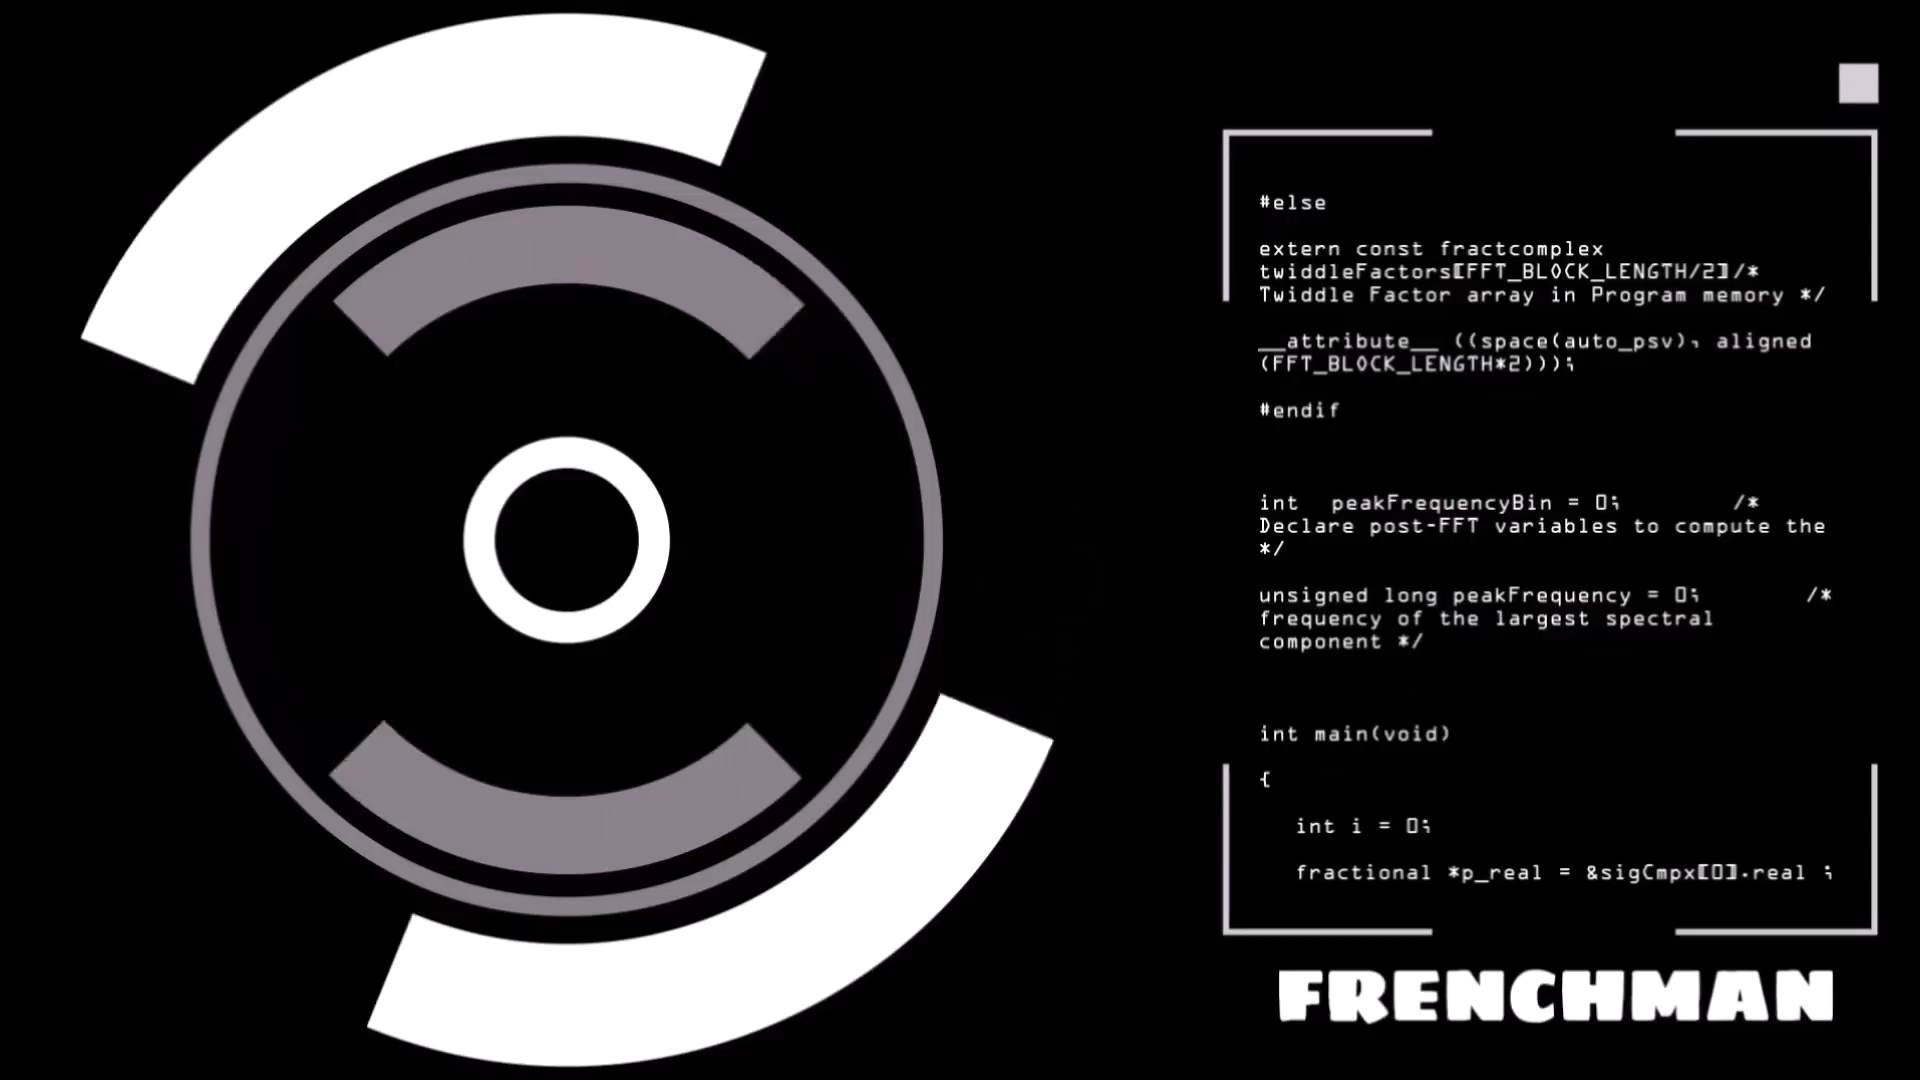 #else
extern const fractcomplex
twiddleFactors[FFT_BLOCK_LENGTH/2]/*
Twiddle Factor array in Program memory */
__attribute__ ((space(auto_psv), aligned
(FFT_BLOCK_LENGTH*2)));
#endif
int peakFrequencyBin = 0; /*
Declare post-FFT variables to compute the
*/
unsigned long peakFrequency = 0; /*
frequency of the largest spectral
component */
int main(void)
{
int i = 0;
fractional *p_real = &sigCmpx[0].real ;
FRENCHMAN